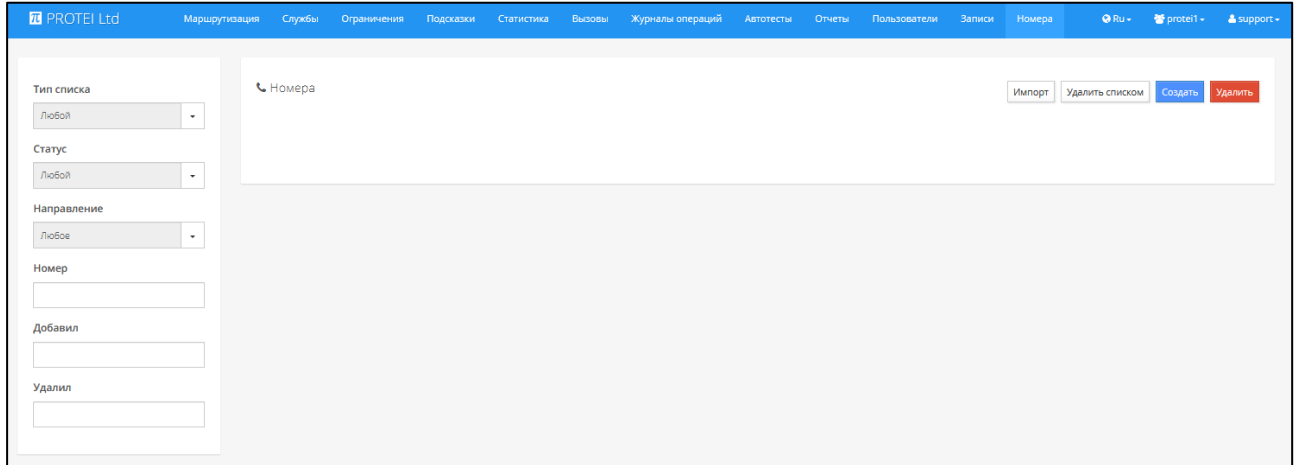 PROTEI Ltd Маршрутизация Службы Ограничения Подсказки Статистика Вызовы Журналы операций Автотесты Отчеты Пользователи Записи Номера Ru protei1 support
Тип списка
Любой
Статус
Любой
Направление
Любое
Номер
Добавил
Удалил
Номера
Импорт Удалить списком Создать Удалить